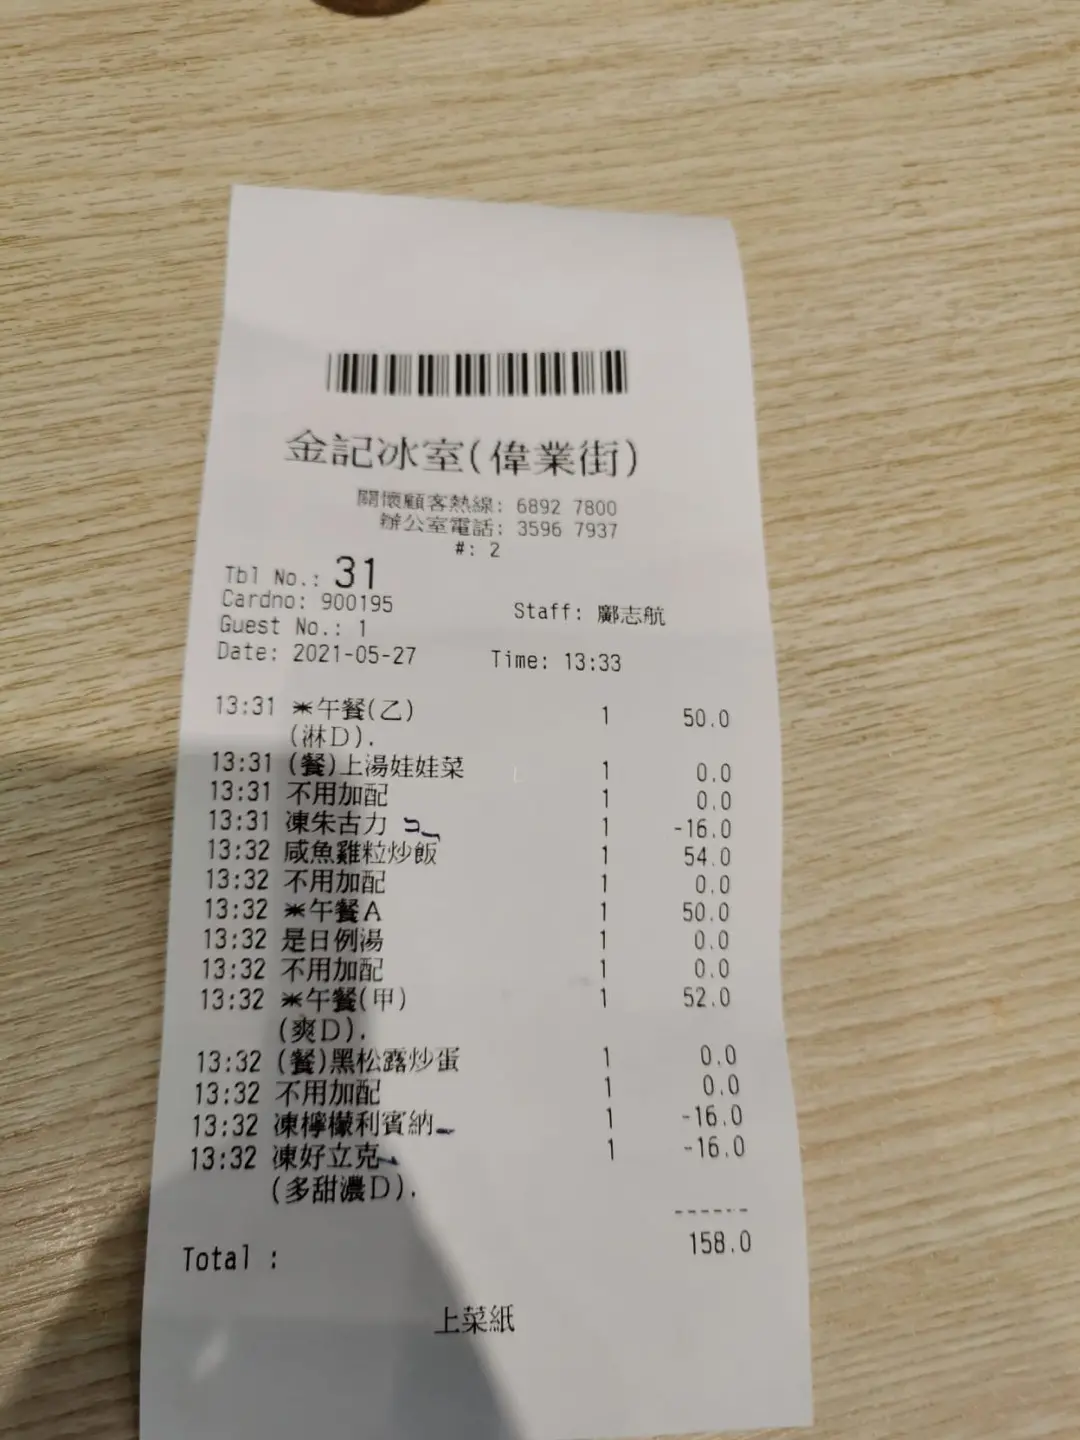 金記冰室(偉業街)
關懷顧客熱線: 6892 7800
辦公室電話: 3596 7937
#: 2
Tbl No.: 31
Cardno: 900195 Staff: 鄺志航
Guest No.: 1
Date: 2021-05-27 Time: 13:33
13:31 *午餐(乙) 1 50.0
(淋D).
13:31 (餐)上湯娃娃菜 1 0.0
13:31 不用加配 1 0.0
13:31 凍朱古力 1 -16.0
13:32 咸魚雞粒炒飯 1 54.0
13:32 不用加配 1 0.0
13:32 *午餐A 1 50.0
13:32 是日例湯 1 0.0
13:32 不用加配 1 0.0
13:32 *午餐(甲) 1 52.0
(爽D).
13:32 (餐)黑松露炒蛋 1 0.0
13:32 不用加配 1 0.0
13:32 凍檸檬利賓納 1 -16.0
13:32 凍好立克 1 -16.0
(多甜濃D).
------
Total : 158.0
上菜紙